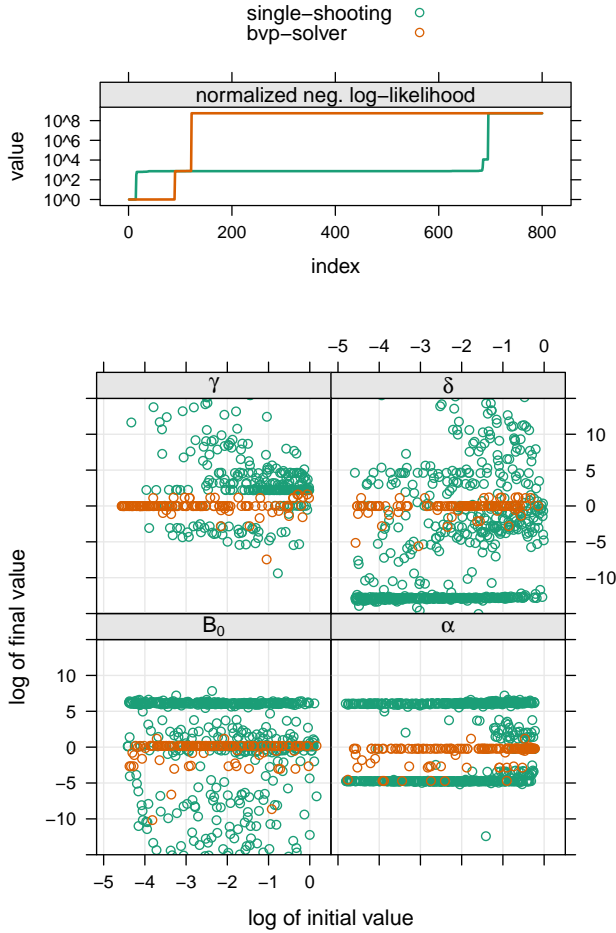 single−shooting
bvp−solver
normalized neg. log−likelihood
value
10^8
10^6
10^4
10^2
10^0
0 200 400 600 800
index
−5 −4 −3 −2 −1 0
γ δ
10
5
0
−5
−10
log of final value
B0 α
10
5
0
−5
−10
−5 −4 −3 −2 −1 0
log of initial value